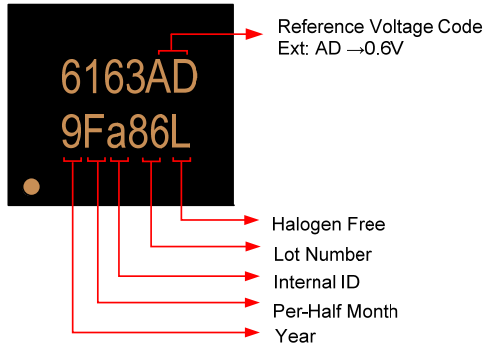 Reference Voltage Code
Ext: AD →0.6V
6163AD
9Fa86L
Halogen Free
Lot Number
Internal ID
Per-Half Month
Year